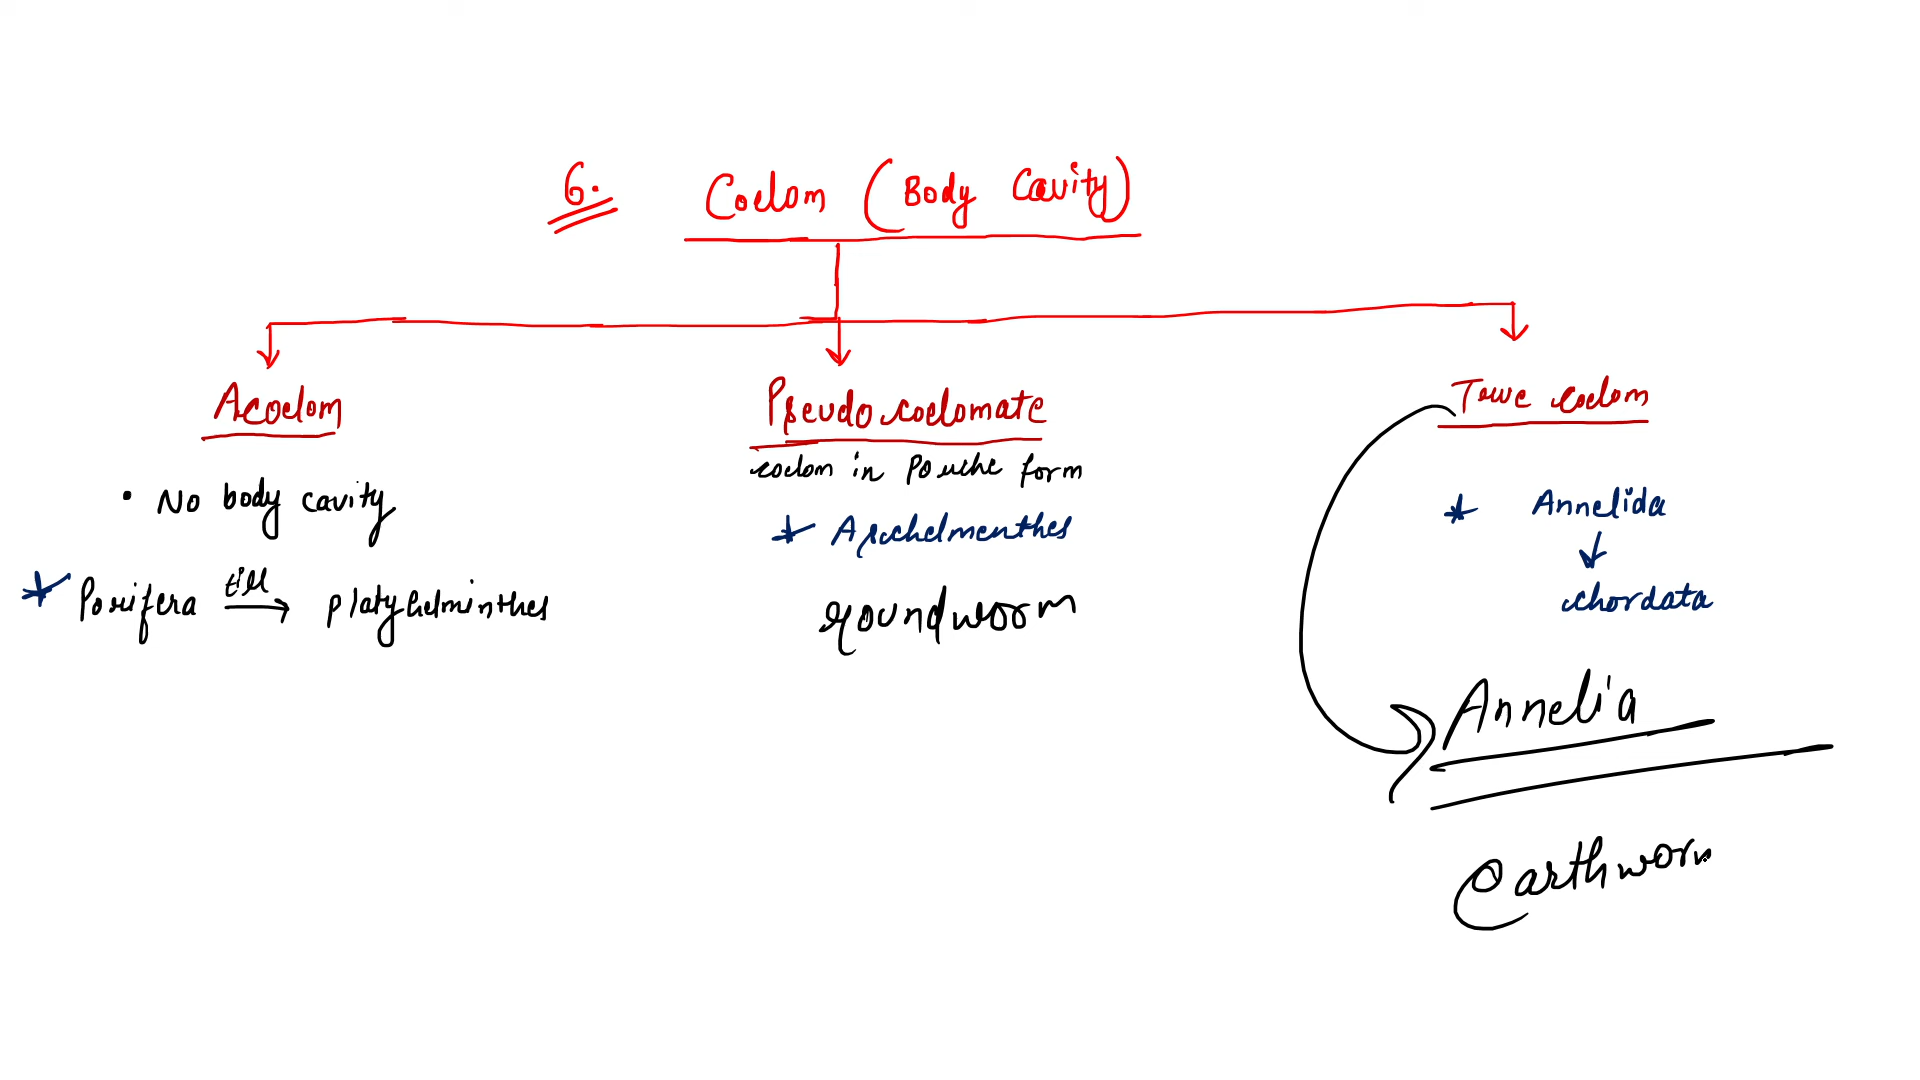 6. Coelom (Body Cavity)
Acoelom
• No body cavity
* Porifera till → Platyhelminthes
Pseudocoelomate
coelom in Pouche form
* Aschelmenthes
roundworm
True coelom
* Annelida
↓
chordata
Annelia
earthworm